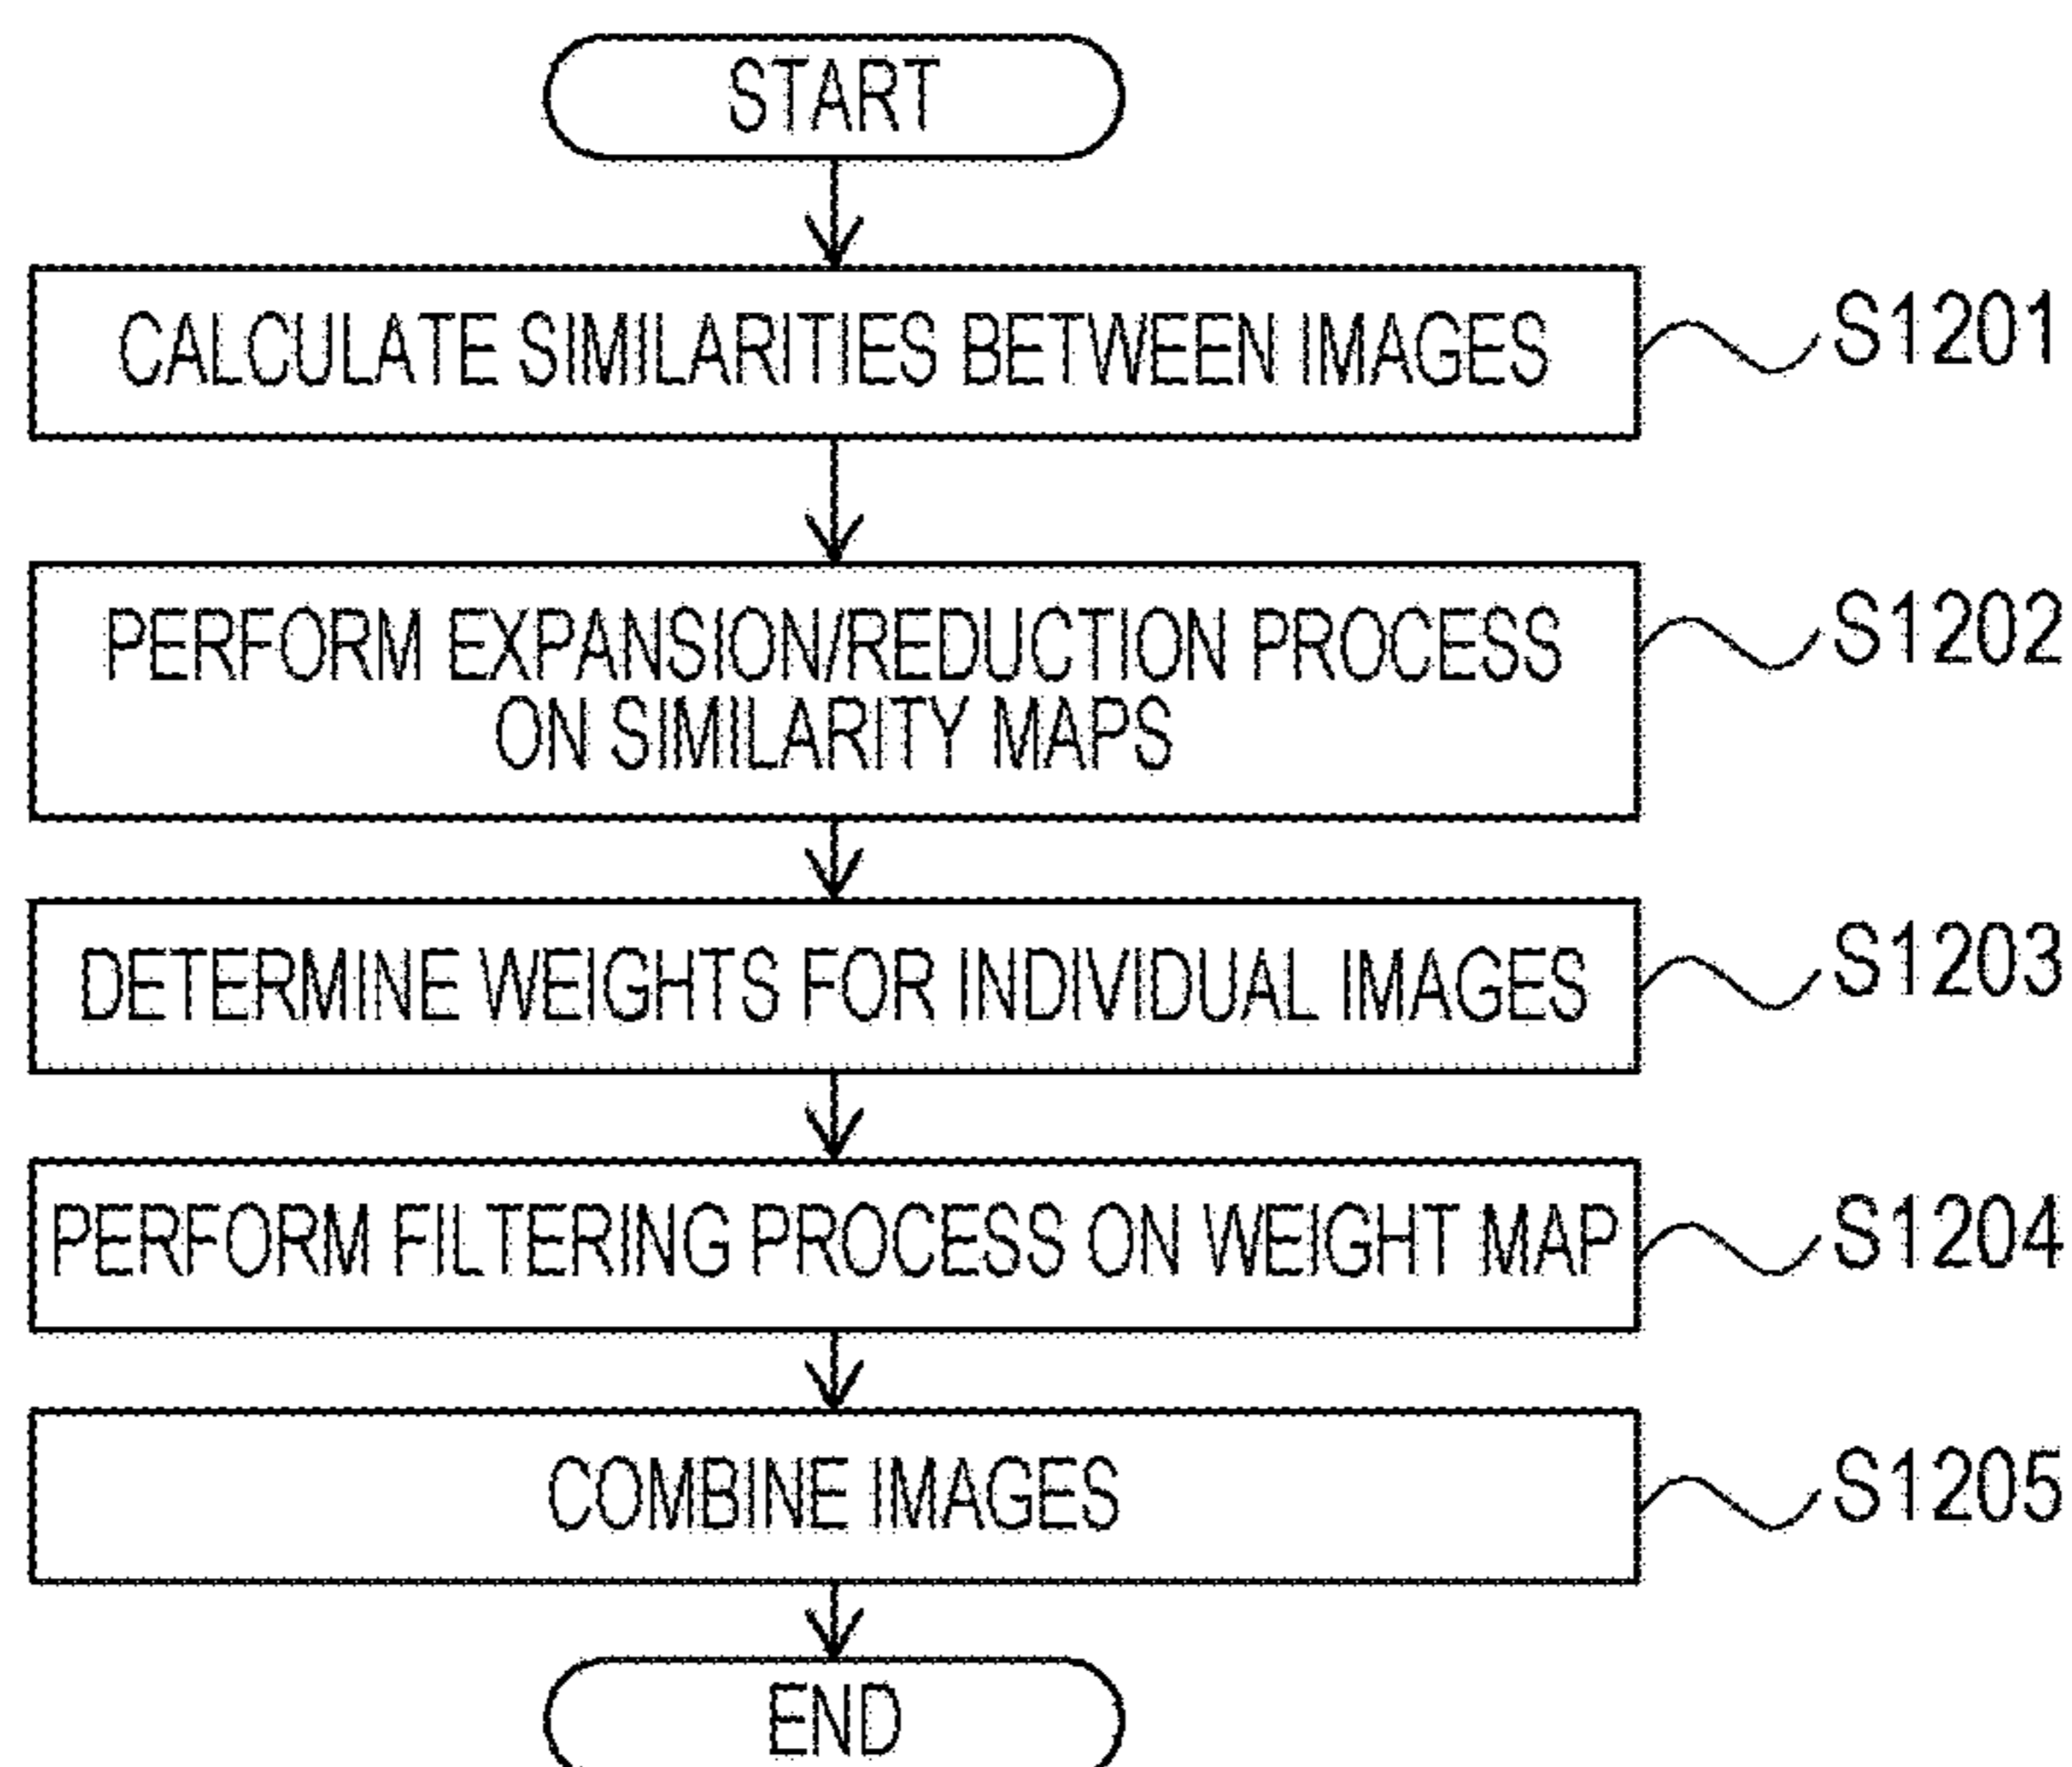 START
CALCULATE SIMILARITIES BETWEEN IMAGES
S1201
PERFORM EXPANSION/REDUCTION PROCESS
ON SIMILARITY MAPS
S1202
DETERMINE WEIGHTS FOR INDIVIDUAL IMAGES
S1203
PERFORM FILTERING PROCESS ON WEIGHT MAP
S1204
COMBINE IMAGES
S1205
END